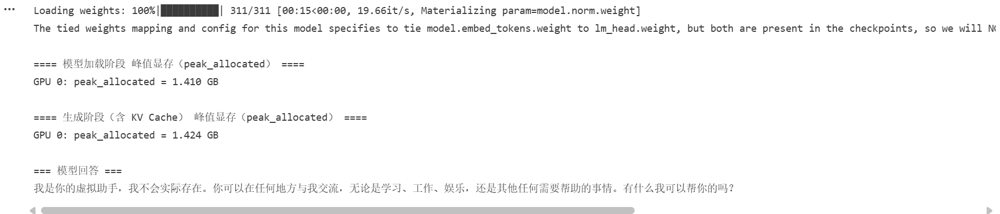 Loading weights: 100%|██████████| 311/311 [00:15<00:00, 19.66it/s, Materializing param=model.norm.weight]
The tied weights mapping and config for this model specifies to tie model.embed_tokens.weight to lm_head.weight, but both are present in the checkpoints, so we will
==== 模型加载阶段 峰值显存（peak_allocated） ====
GPU 0: peak_allocated = 1.410 GB
==== 生成阶段（含 KV Cache） 峰值显存（peak_allocated） ====
GPU 0: peak_allocated = 1.424 GB
=== 模型回答 ===
我是你的虚拟助手，我不会实际存在。你可以在任何地方与我交流，无论是学习、工作、娱乐，还是其他任何需要帮助的事情。有什么我可以帮你的吗？